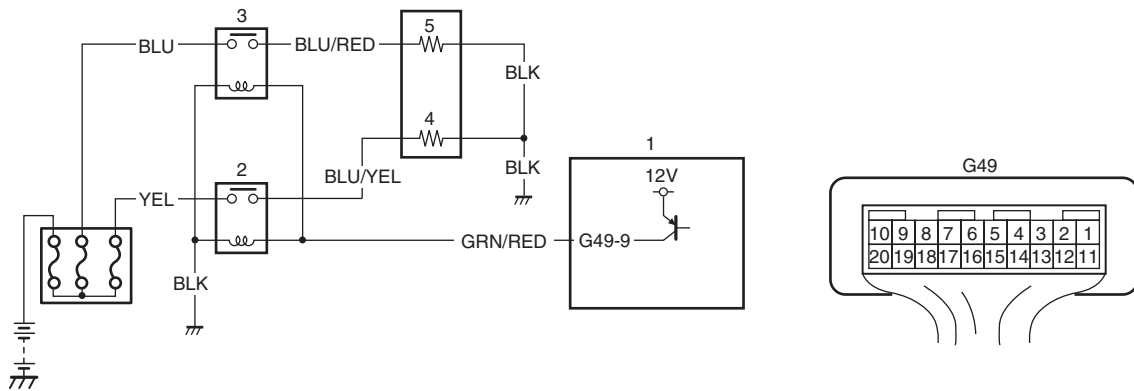 3
5
BLU
BLU/RED
BLK
4
1
2
12V
G49
BLU/YEL
BLK
YEL
10 9 8 7 6 5 4 3 2 1
GRN/RED
G49-9
20 19 18 17 16 15 14 13 12 11
BLK